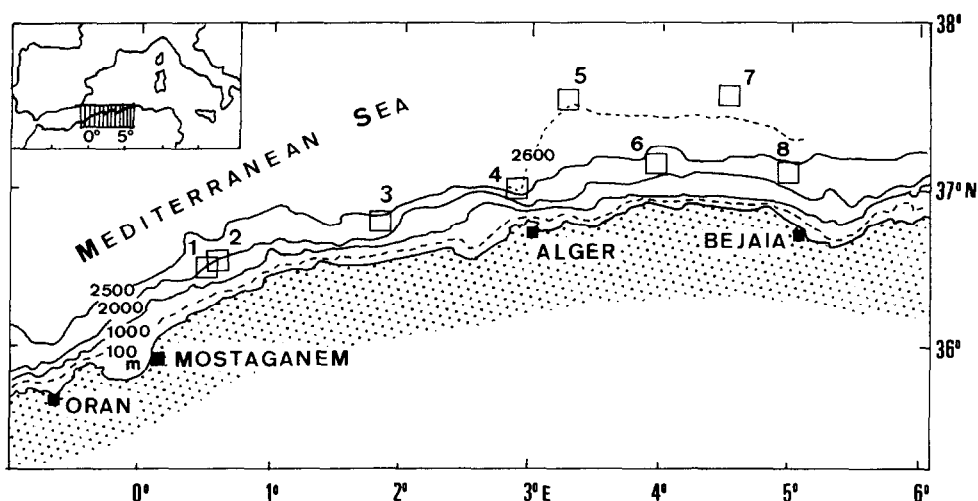 38°
0° 5°
5
7
MEDITERRANEAN SEA
2600
6
8
4
37°N
3
1 2
ALGER
BEJAIA
2500
2000
1000
100
m
36°
MOSTAGANEM
ORAN
0° 1° 2° 3°E 4° 5° 6°